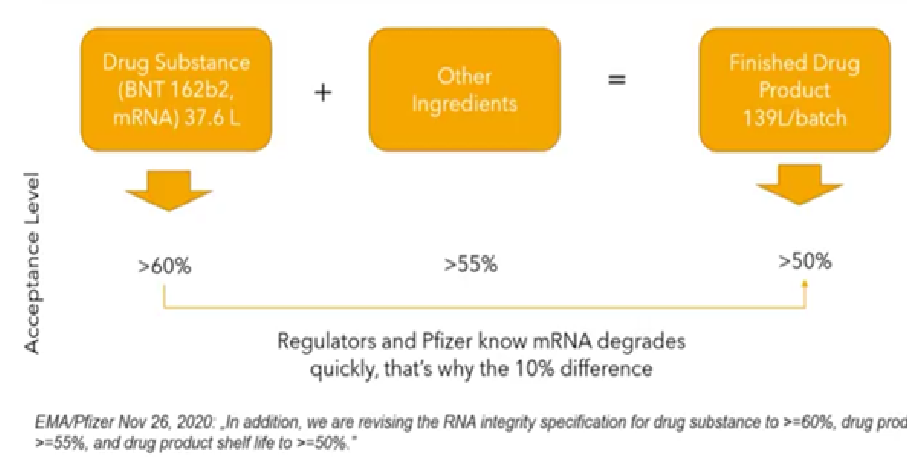 Drug Substance
(BNT 162b2,
mRNA) 37.6 L
+
Other
Ingredients
=
Finished Drug
Product
139L/batch
Acceptance Level
>60%
>55%
>50%
Regulators and Pfizer know mRNA degrades
quickly, that's why the 10% difference
EMA/Pfizer Nov 26, 2020: „In addition, we are revising the RNA integrity specification for drug substance to >=60%, drug prod
>=55%, and drug product shelf life to >=50%.”